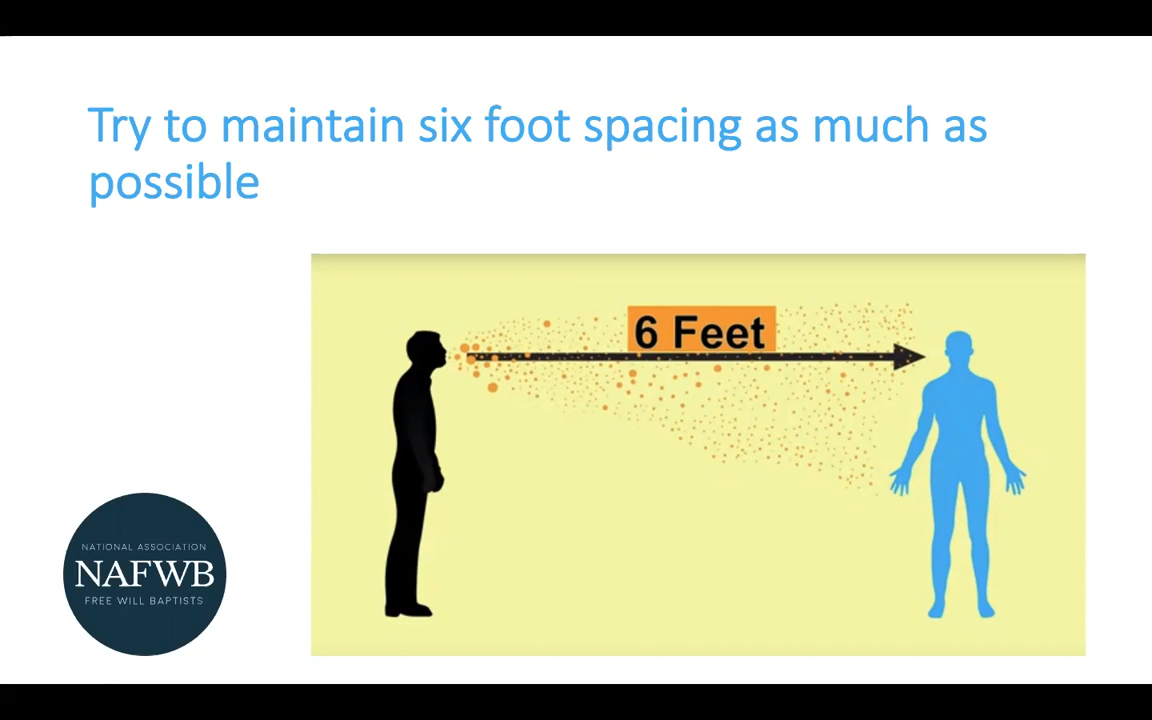 Try to maintain six foot spacing as much as
possible
6 Feet
NATIONAL ASSOCIATION
NAFWB
FREE WILL BAPTISTS